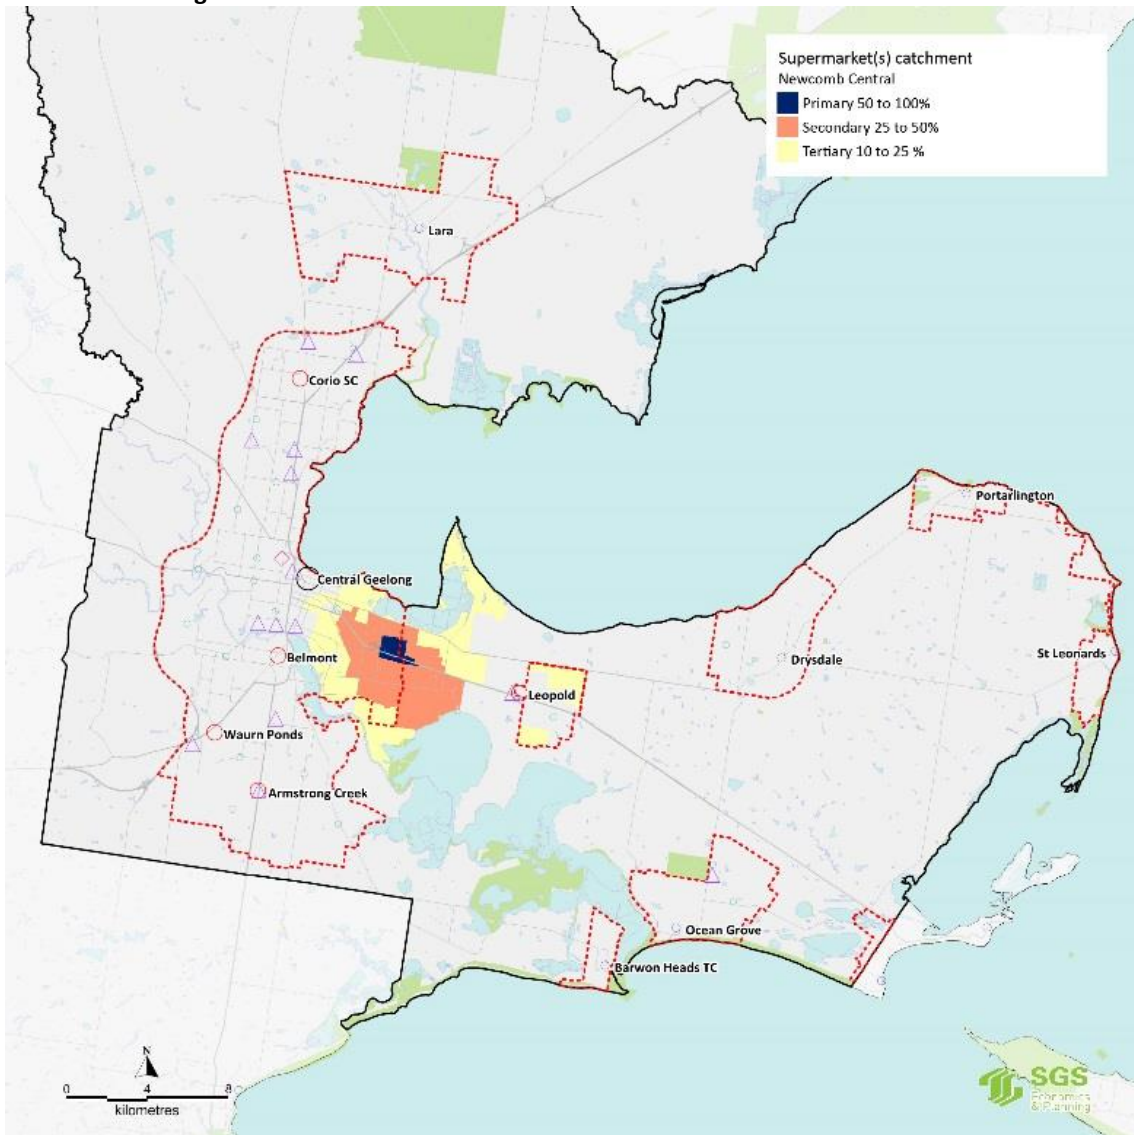 Supermarket(s) catchment
Newcomb Central
Primary 50 to 100%
Secondary 25 to 50%
Tertiary 10 to 25 %
Lara
Corio SC
Portarlington
Central Geelong
Belmont
Drysdale
St Leonards
Leopold
Waurn Ponds
Armstrong Creek
Ocean Grove
Barwon Heads TC
N
0 4 8
kilometres
SGS
Economics
& Planning